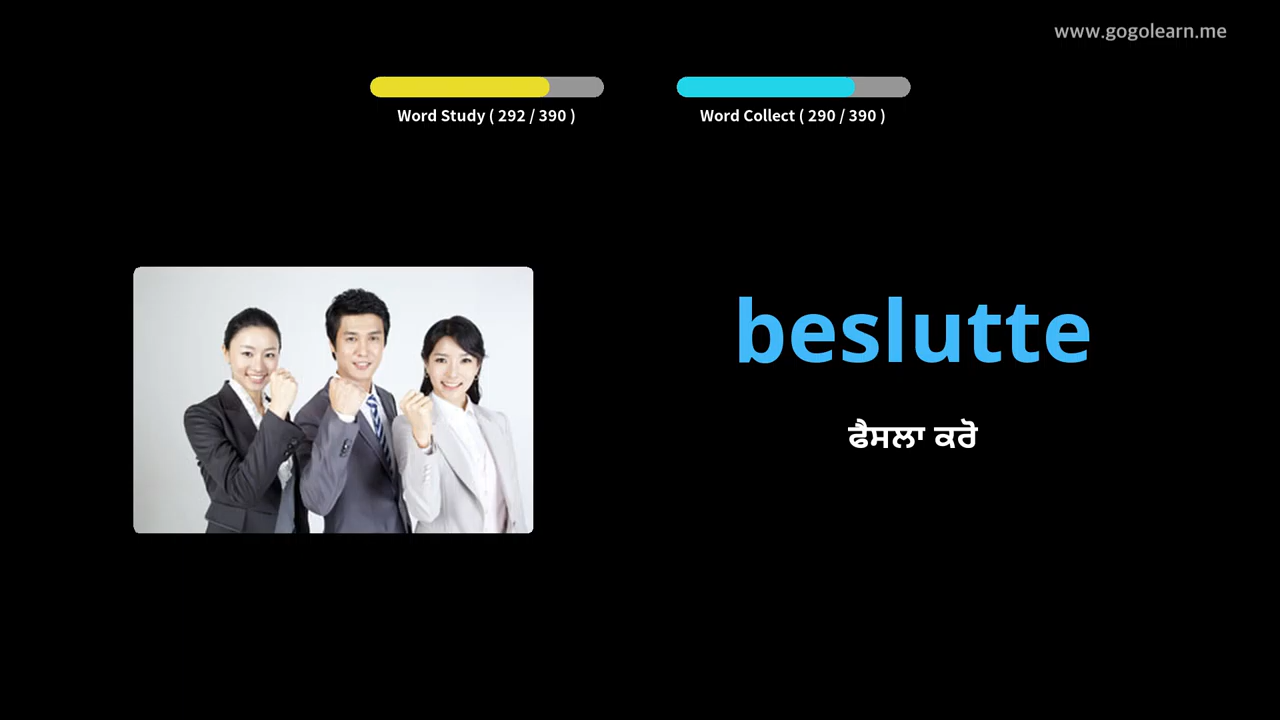 www.gogolearn.me
Word Study ( 292 / 390 )
Word Collect ( 290 / 390 )
beslutte
ਫੈਸਲਾ ਕਰੋ